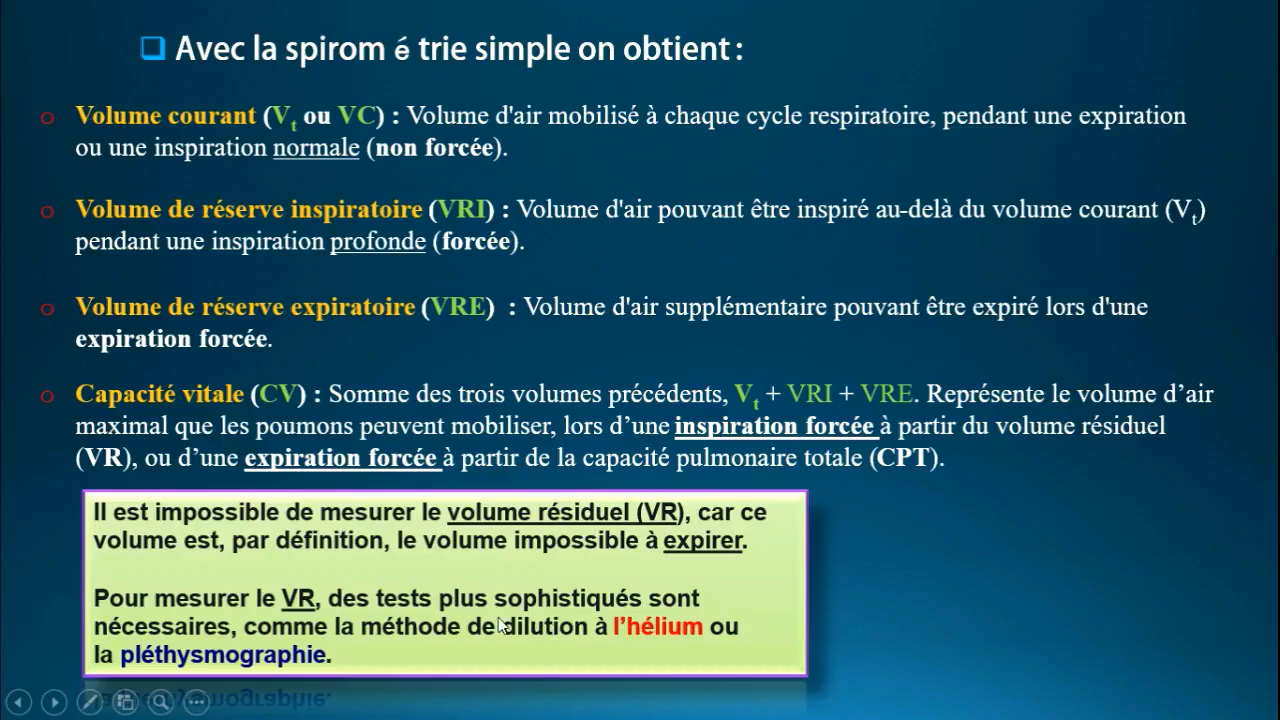 ❑ Avec la spirom é trie simple on obtient :
o Volume courant (Vt ou VC) : Volume d'air mobilisé à chaque cycle respiratoire, pendant une expiration
ou une inspiration normale (non forcée).
o Volume de réserve inspiratoire (VRI) : Volume d'air pouvant être inspiré au-delà du volume courant (Vt)
pendant une inspiration profonde (forcée).
o Volume de réserve expiratoire (VRE) : Volume d'air supplémentaire pouvant être expiré lors d'une
expiration forcée.
o Capacité vitale (CV) : Somme des trois volumes précédents, Vt + VRI + VRE. Représente le volume d’air
maximal que les poumons peuvent mobiliser, lors d’une inspiration forcée à partir du volume résiduel
(VR), ou d’une expiration forcée à partir de la capacité pulmonaire totale (CPT).
Il est impossible de mesurer le volume résiduel (VR), car ce
volume est, par définition, le volume impossible à expirer.
Pour mesurer le VR, des tests plus sophistiqués sont
nécessaires, comme la méthode de dilution à l’hélium ou
la pléthysmographie.